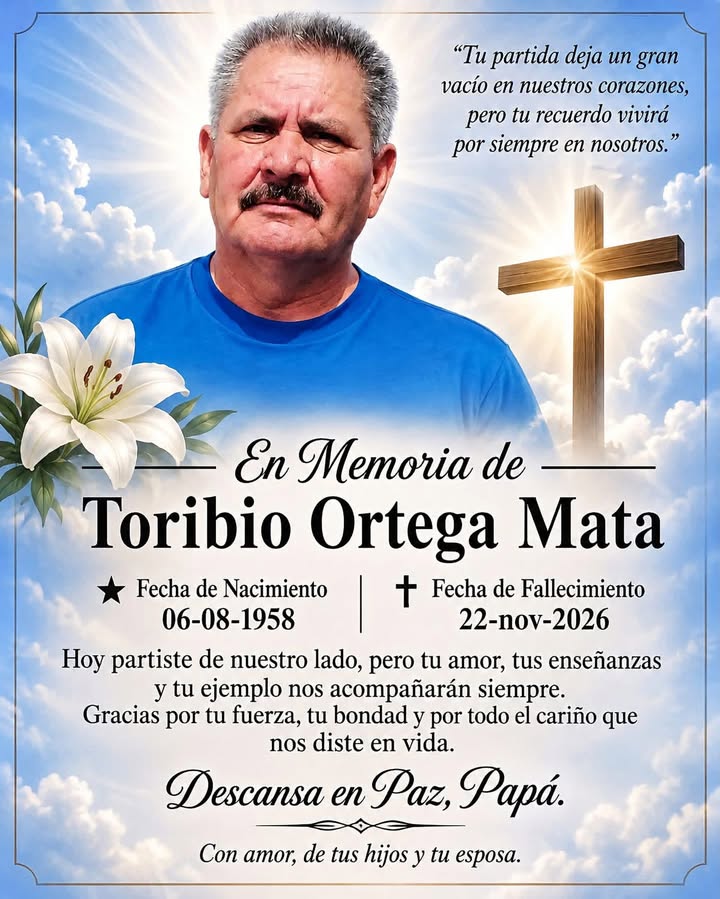 “Tu partida deja un gran
vacío en nuestros corazones,
pero tu recuerdo vivirá
por siempre en nosotros.”
En Memoria de
Toribio Ortega Mata
Fecha de Nacimiento
06-08-1958
Fecha de Fallecimiento
22-nov-2026
Hoy partiste de nuestro lado, pero tu amor, tus enseñanzas
y tu ejemplo nos acompañarán siempre.
Gracias por tu fuerza, tu bondad y por todo el cariño que
nos diste en vida.
Descansa en Paz, Papá.
Con amor, de tus hijos y tu esposa.